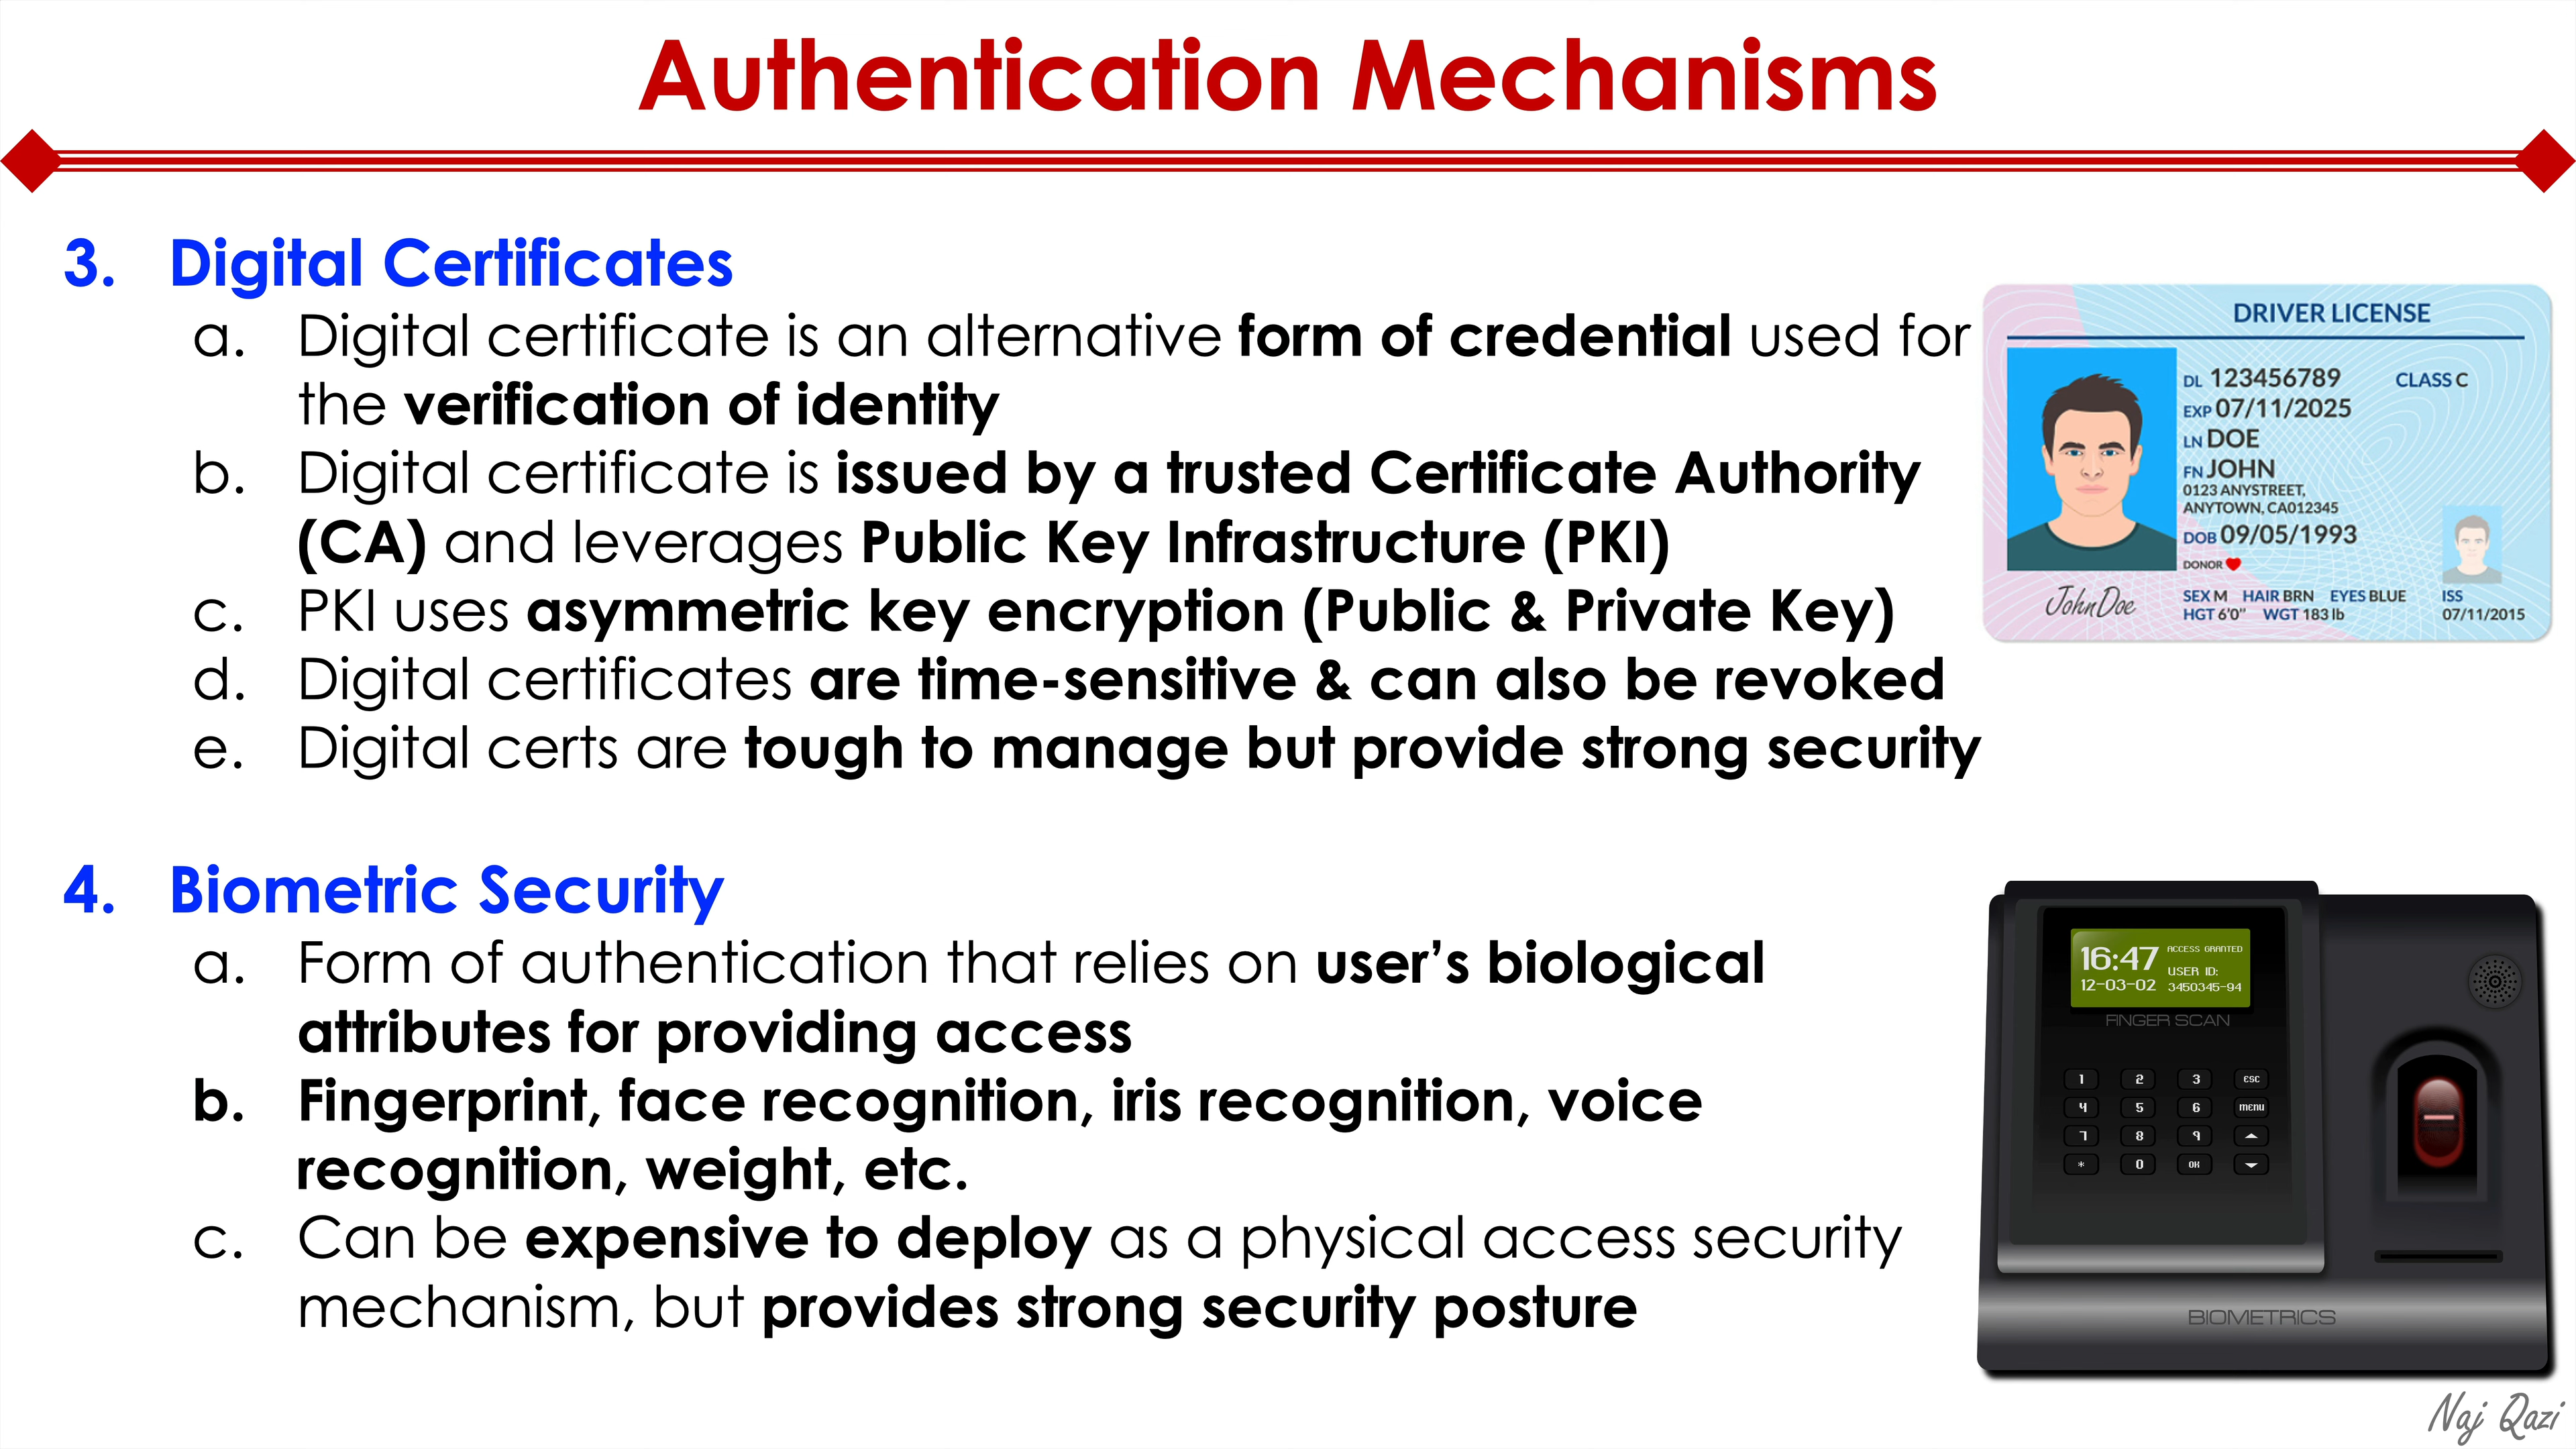 Authentication Mechanisms
3. Digital Certificates
a. Digital certificate is an alternative form of credential used for
the verification of identity
b. Digital certificate is issued by a trusted Certificate Authority
(CA) and leverages Public Key Infrastructure (PKI)
c. PKI uses asymmetric key encryption (Public & Private Key)
d. Digital certificates are time-sensitive & can also be revoked
e. Digital certs are tough to manage but provide strong security
DRIVER LICENSE
DL 123456789 CLASS C
EXP 07/11/2025
LN DOE
FN JOHN
0123 ANYSTREET,
ANYTOWN, CA012345
DOB 09/05/1993
DONOR
JohnDoe
SEX M HAIR BRN EYES BLUE ISS
HGT 6'0" WGT 183 lb 07/11/2015
4. Biometric Security
a. Form of authentication that relies on user’s biological
attributes for providing access
b. Fingerprint, face recognition, iris recognition, voice
recognition, weight, etc.
c. Can be expensive to deploy as a physical access security
mechanism, but provides strong security posture
16:47 ACCESS GRANTED
USER ID:
12-03-02 3450345-94
FINGER SCAN
1 2 3 ESC
4 5 6 menu
7 8 9
* 0 OK
BIOMETRICS
Naj Qazi